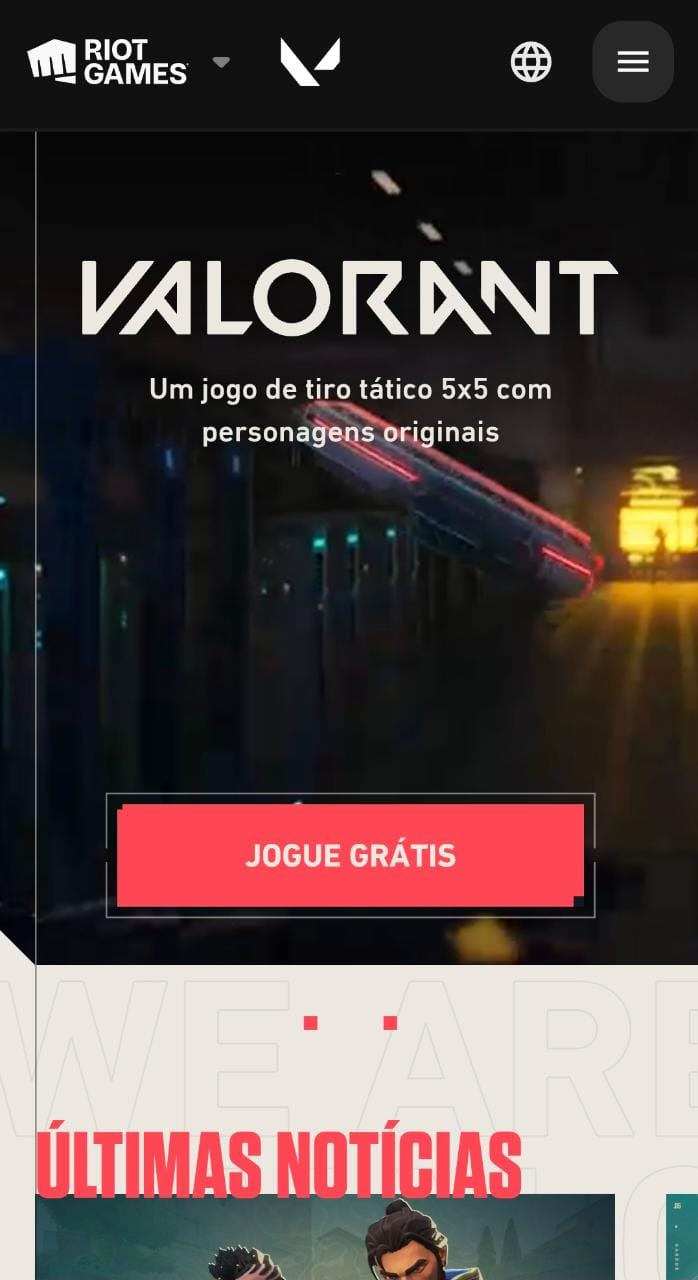 RIOT
GAMES
VALORANT
Um jogo de tiro tático 5x5 com
personagens originais
JOGUE GRÁTIS
WE ARE
ÚLTIMAS NOTÍCIAS